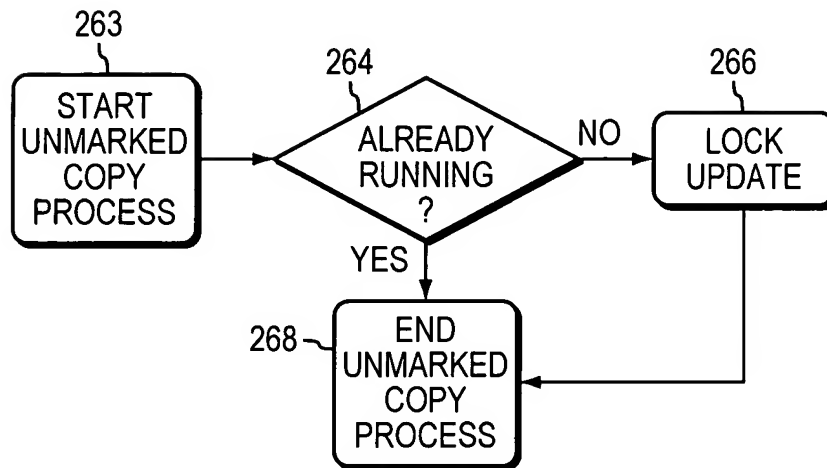 263
START
UNMARKED
COPY
PROCESS
264
ALREADY
RUNNING
?
NO
266
LOCK
UPDATE
YES
268
END
UNMARKED
COPY
PROCESS